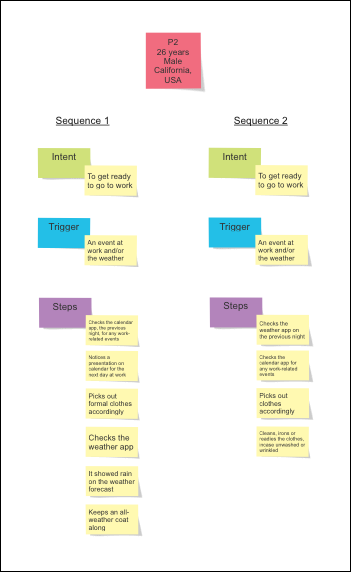 P2
26 years
Male
California,
USA
Sequence 1
Intent
To get ready
to go to work
Trigger
An event at
work and/or
the weather
Steps
Checks the calendar
app, the previous
night, for any work-
related events
Notices a
presentation on
calendar for the
next day at work
Picks out
formal clothes
accordingly
Checks the
weather app
It showed rain
on the weather
forecast
Keeps an all-
weather coat
along
Sequence 2
Intent
To get ready
to go to work
Trigger
An event at
work and/or
the weather
Steps
Checks the
weather app on
the previous night
Checks the
calendar app for
any work-related
events
Picks out
clothes
accordingly
Cleans, irons or
readies the clothes,
incase unwashed or
wrinkled